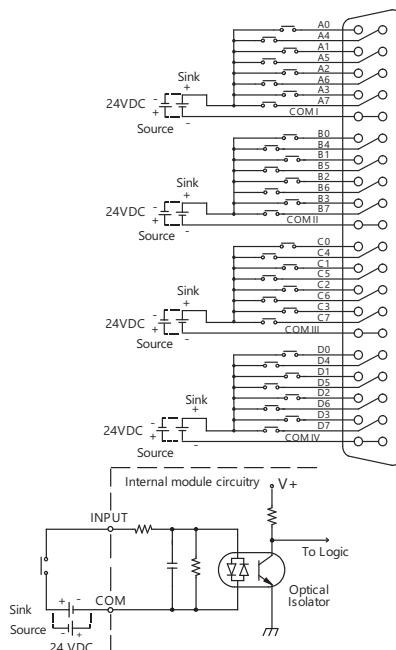 A0
A4
A1
A5
A2
A6
A3
A7
COM I
Sink
+
24VDC
-
+
Source
-
B0
B4
B1
B5
B2
B6
B3
B7
COM II
Sink
+
24VDC
-
+
Source
-
C0
C4
C1
C5
C2
C6
C3
C7
COM III
Sink
+
24VDC
-
+
Source
-
D0
D4
D1
D5
D2
D6
D3
D7
COM IV
Sink
+
24VDC
-
+
Source
-
Internal module circuitry
V+
INPUT
To Logic
Optical
Isolator
COM
+ -
Sink
Source
- +
24 VDC